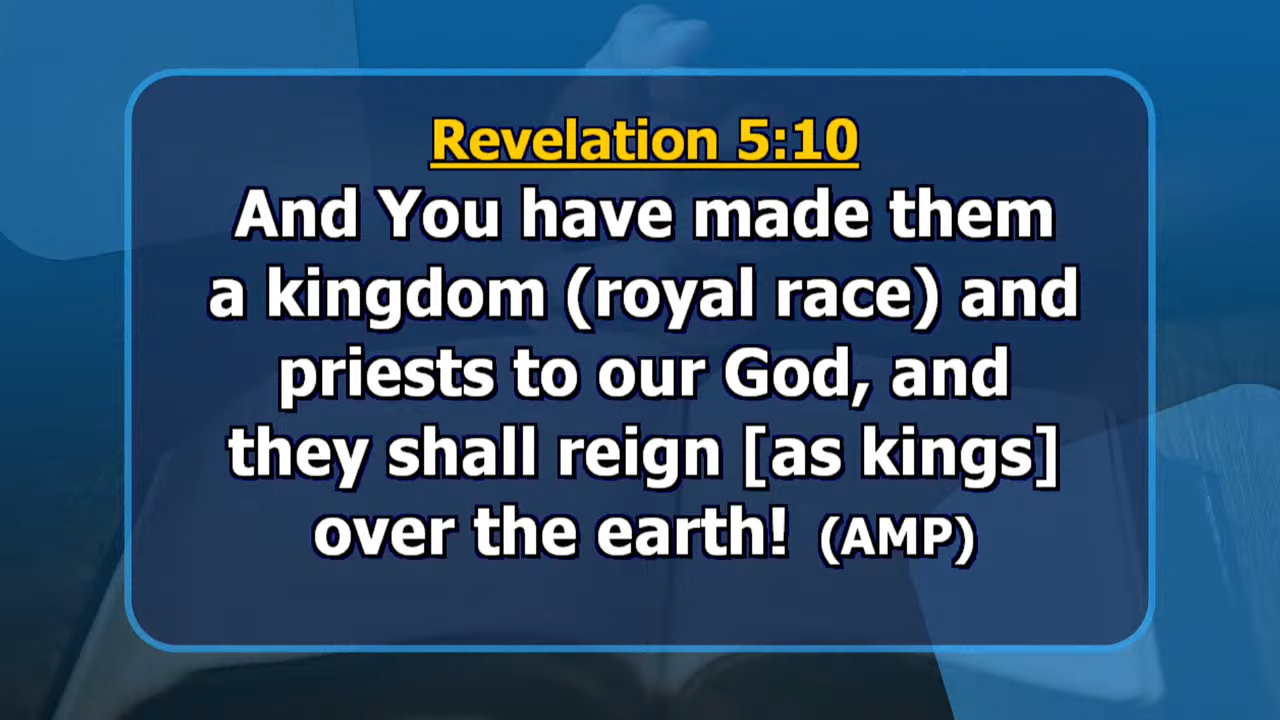 Revelation 5:10
And You have made them
a kingdom (royal race) and
priests to our God, and
they shall reign [as kings]
over the earth! (AMP)